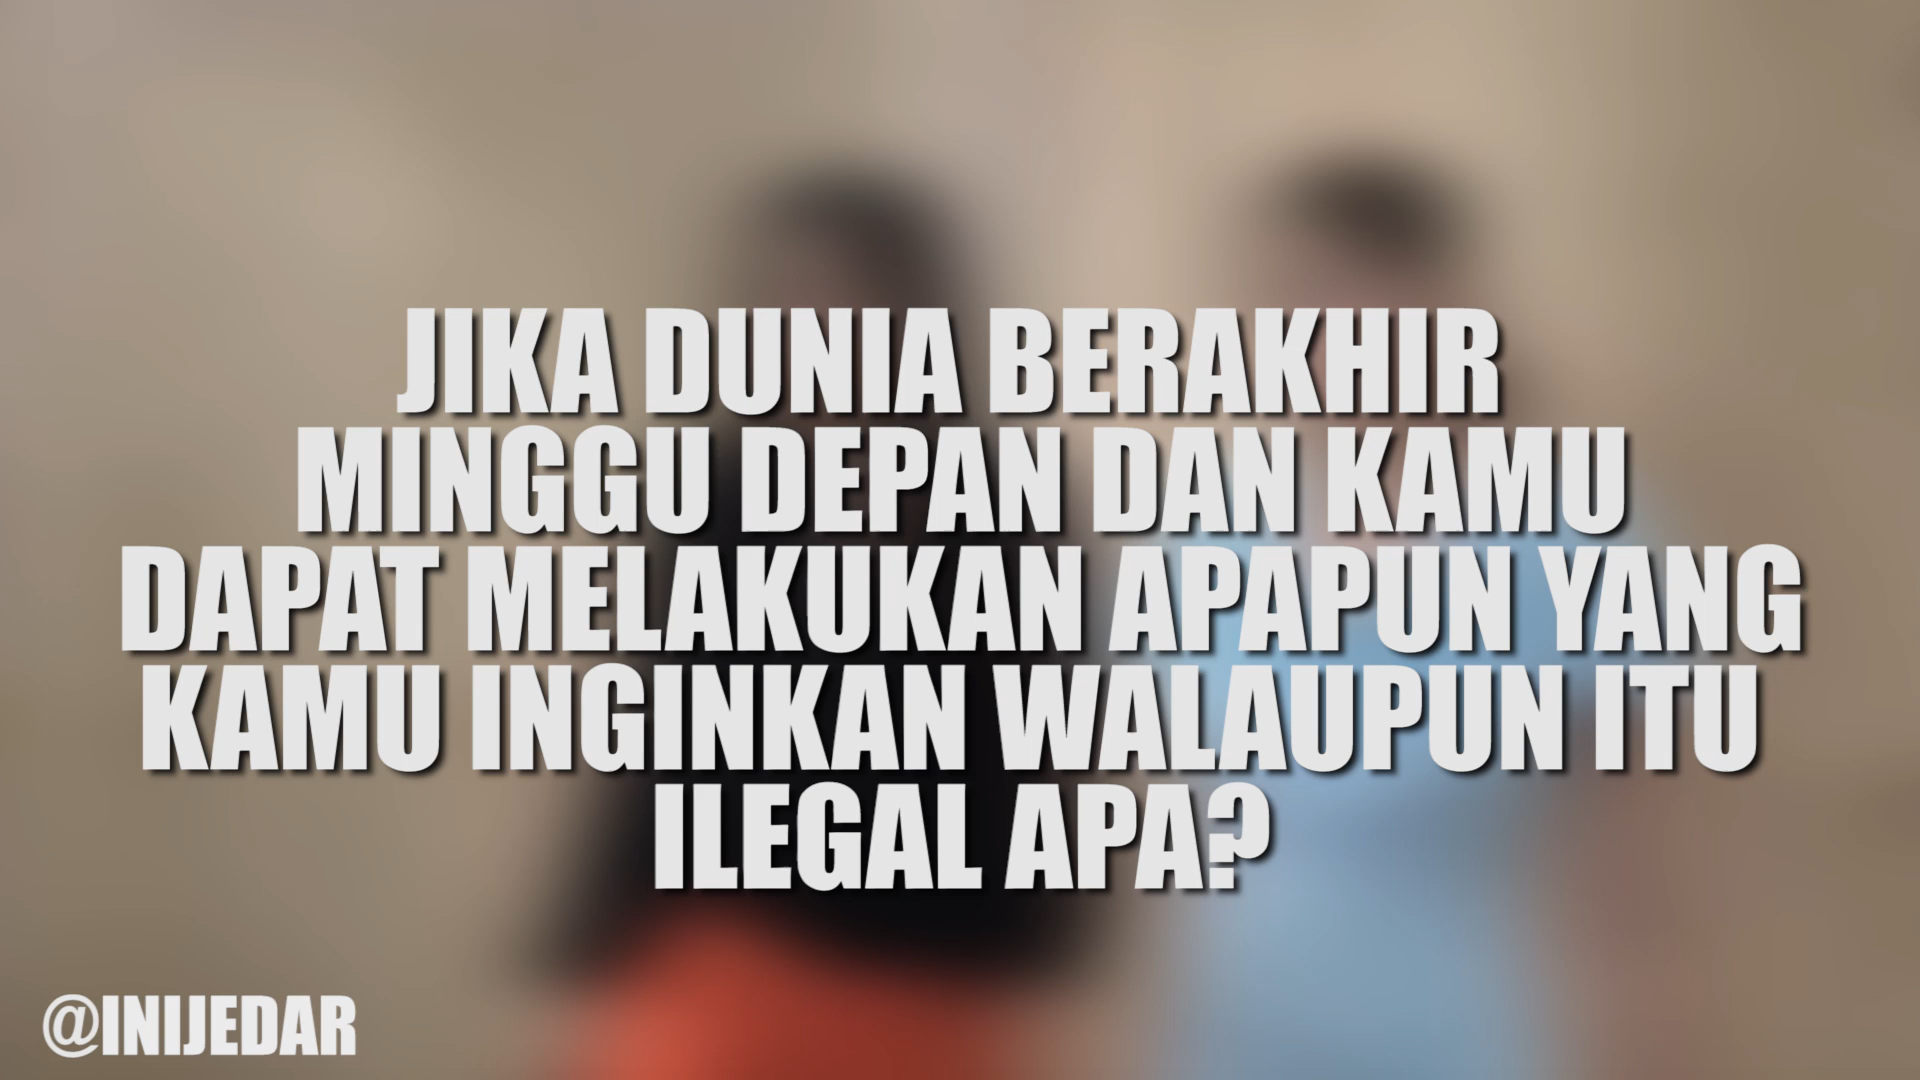 JIKA DUNIA BERAKHIR
MINGGU DEPAN DAN KAMU
DAPAT MELAKUKAN APAPUN YANG
KAMU INGINKAN WALAUPUN ITU
ILEGAL APA?
@INIJEDAR